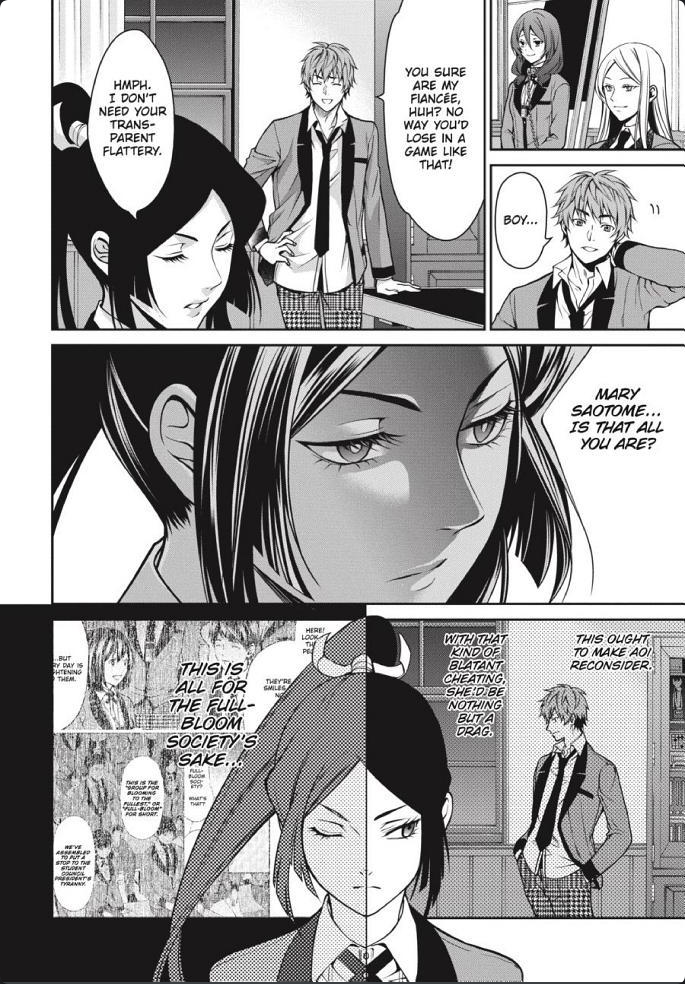 YOU SURE
ARE MY
FIANCÉE,
HUH? NO
WAY YOU'D
LOSE IN A
GAME LIKE
THAT!
HMPH.
I DON'T
NEED YOUR
TRANS-
PARENT
FLATTERY.
BOY...
MARY
SAOTOME...
IS THAT ALL
YOU ARE?
THIS OUGHT
TO MAKE AOI
RECONSIDER.
WITH THAT
KIND OF
BLATANT
CHEATING,
SHE'D BE
NOTHING
BUT A
DRAG.
HERE!
LOOK
THEY'RE
SMILES
...BUT
DAY IS
THEM.
THIS IS
ALL FOR
THE FULL-
BLOOM
SOCIETY'S
SAKE...
FULL-
BLOOM
SOCI-
ETY?
WHAT'S
THAT?
THIS IS THE
"GROUP FOR
BLOOMING
TO THE
FULLEST," OR
"FULL-BLOOM"
FOR SHORT.
WE'VE
ASSEMBLED
TO PUT A
STOP TO THE
STUDENT
COUNCIL
PRESIDENT'S
TYRANNY.